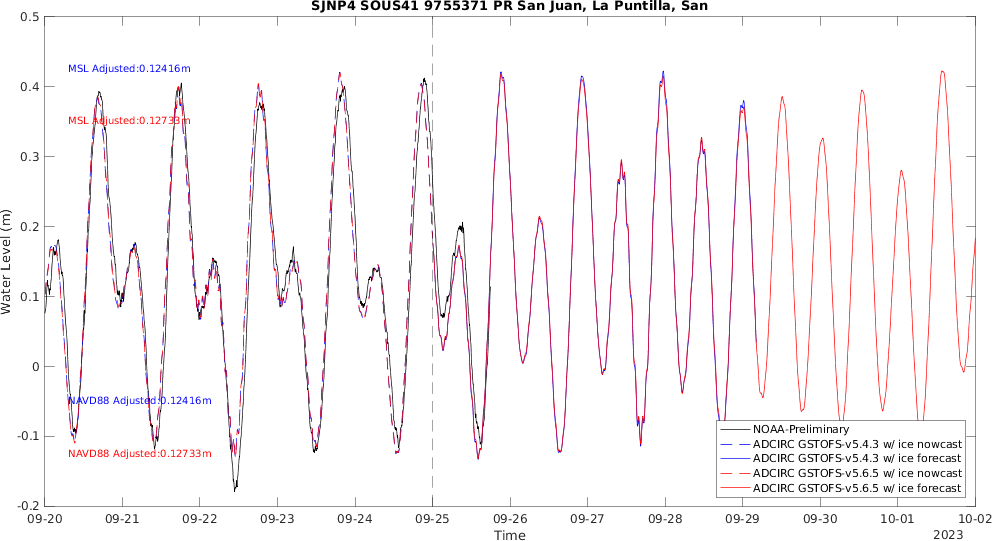 SJNP4 SOUS41 9755371 PR San Juan, La Puntilla, San
0.5
0.4
0.3
0.2
0.1
0
-0.1
-0.2
Water Level (m)
MSL Adjusted:0.12416m
MSL Adjusted:0.12733m
NAVD88 Adjusted:0.12416m
NAVD88 Adjusted:0.12733m
NOAA-Preliminary
ADCIRC GSTOFS-v5.4.3 w/ ice nowcast
ADCIRC GSTOFS-v5.4.3 w/ ice forecast
ADCIRC GSTOFS-v5.6.5 w/ ice nowcast
ADCIRC GSTOFS-v5.6.5 w/ ice forecast
09-20 09-21 09-22 09-23 09-24 09-25 09-26 09-27 09-28 09-29 09-30 10-01 10-02
Time
2023